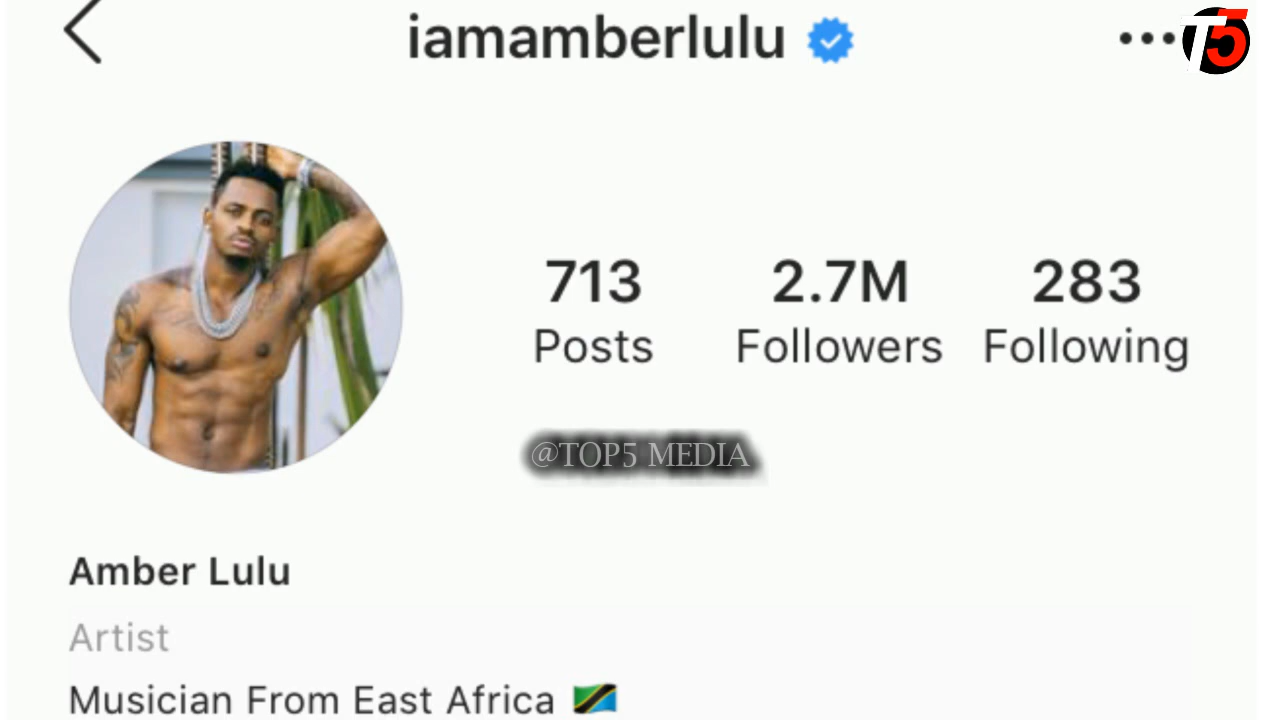 iamamberlulu
T5
713 2.7M 283
Posts Followers Following
@TOP5 MEDIA
Amber Lulu
Artist
Musician From East Africa 🇹🇿